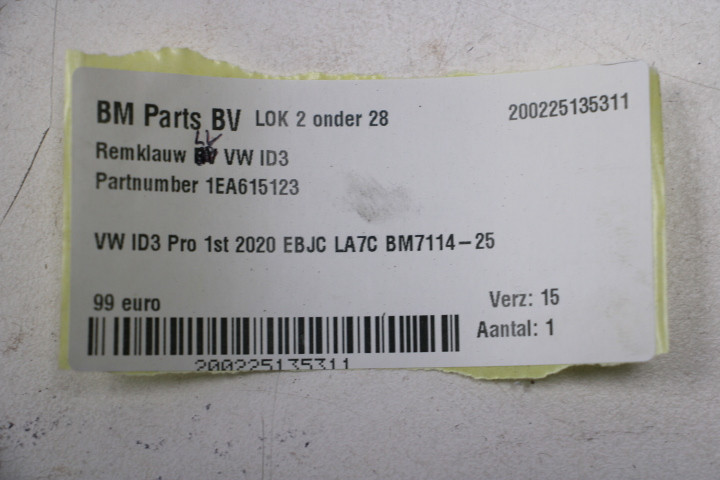 BM Parts BV LOK 2 onder 28 200225135311
LV
Remklauw VW ID3
Partnumber 1EA615123
VW ID3 Pro 1st 2020 EBJC LA7C BM7114-25
99 euro Verz: 15
Aantal: 1
200225135311